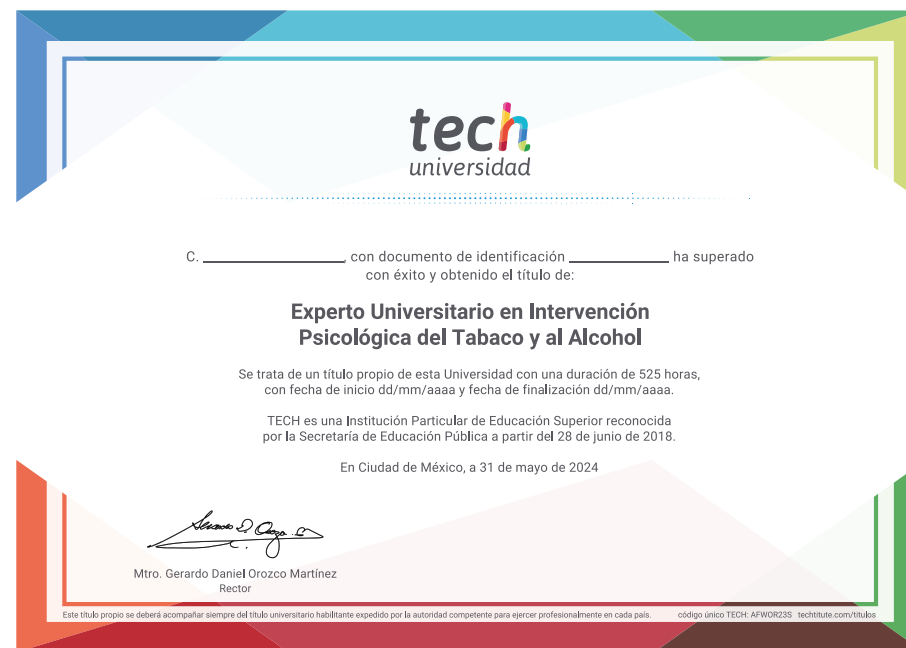 tech
universidad
C. ____________, con documento de identificación ____________ ha superado
con éxito y obtenido el título de:
Experto Universitario en Intervención
Psicológica del Tabaco y al Alcohol
Se trata de un título propio de esta Universidad con una duración de 525 horas,
con fecha de inicio dd/mm/aaaa y fecha de finalización dd/mm/aaaa.
TECH es una Institución Particular de Educación Superior reconocida
por la Secretaría de Educación Pública a partir del 28 de junio de 2018.
En Ciudad de México, a 31 de mayo de 2024
Mtro. Gerardo Daniel Orozco Martínez
Rector
Este título propio se deberá acompañar siempre del título universitario habilitante expedido por la autoridad competente para ejercer profesionalmente en cada país. código único TECH: AFWOR23S techtitute.com/titulos